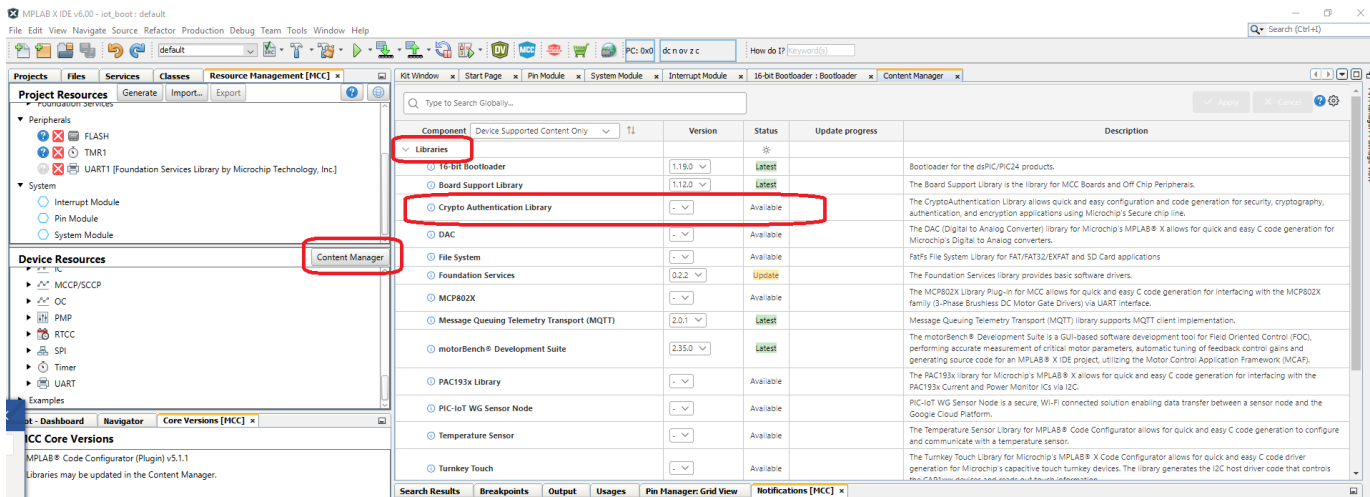 MPLAB X IDE v6.00 - iot_boot : default
File Edit View Navigate Source Refactor Production Debug Team Tools Window Help
Search (Ctrl+I)
default
DV
MCC
PC: 0x0
dc n ov z c
How do I?
Keyword(s)
Projects Files Services Classes Resource Management [MCC] ×
Project Resources Generate Import... Export
Foundation Services
Peripherals
FLASH
TMR1
UART1 [Foundation Services Library by Microchip Technology, Inc.]
System
Interrupt Module
Pin Module
System Module
Device Resources Content Manager
IC
MCCP/SCCP
OC
PMP
RTCC
SPI
Timer
UART
Examples
ot - Dashboard Navigator Core Versions [MCC] ×
MCC Core Versions
MPLAB® Code Configurator (Plugin) v5.1.1
Libraries may be updated in the Content Manager.
Kit Window × Start Page × Pin Module × System Module × Interrupt Module × 16-bit Bootloader : Bootloader × Content Manager ×
Type to Search Globally...
Apply Cancel
Component Device Supported Content Only Version Status Update progress Description
Libraries
16-bit Bootloader 1.19.0 Latest Bootloader for the dsPIC/PIC24 products.
Board Support Library 1.12.0 Latest The Board Support Library is the library for MCC Boards and Off Chip Peripherals.
Crypto Authentication Library - Available The CryptoAuthentication Library allows quick and easy configuration and code generation for security, cryptography,
authentication, and encryption applications using Microchip's Secure chip line.
DAC - Available The DAC (Digital to Analog Converter) library for Microchip's MPLAB® X allows for quick and easy C code generation for
Microchip's Digital to Analog converters.
File System - Available FatFs File System Library for FAT/FAT32/EXFAT and SD Card applications
Foundation Services 0.2.2 Update The Foundation Services library provides basic software drivers.
MCP802X - Available The MCP802X Library Plug-in for MCC allows for quick and easy C code generation for interfacing with the MCP802X
family (3-Phase Brushless DC Motor Gate Drivers) via UART interface.
Message Queuing Telemetry Transport (MQTT) 2.0.1 Latest Message Queuing Telemetry Transport (MQTT) library supports MQTT client implementation.
motorBench® Development Suite 2.35.0 Latest The motorBench® Development Suite is a GUI-based software development tool for Field Oriented Control (FOC),
performing accurate measurement of critical motor parameters, automatic tuning of feedback control gains and
generating source code for an MPLAB® X IDE project, utilizing the Motor Control Application Framework (MCAF).
PAC193x Library - Available The PAC193x library for Microchip's MPLAB® X allows for quick and easy C code generation for interfacing with the
PAC193x Current and Power Monitor ICs via I2C.
PIC-IoT WG Sensor Node - Available PIC-IoT WG Sensor Node is a secure, Wi-Fi connected solution enabling data transfer between a sensor node and the
Google Cloud Platform.
Temperature Sensor - Available The Temperature Sensor Library for MPLAB® Code Configurator allows for quick and easy C code generation to configure
and communicate with a temperature sensor.
Turnkey Touch - Available The Turnkey Touch Library for Microchip's MPLAB® X Code Configurator allows for quick and easy C code driver
generation for Microchip's capacitive touch turnkey devices. The library generates the I2C host driver code that controls
the CAP1xxx devices and reads out touch information.
Search Results Breakpoints Output Usages Pin Manager: Grid View Notifications [MCC] ×